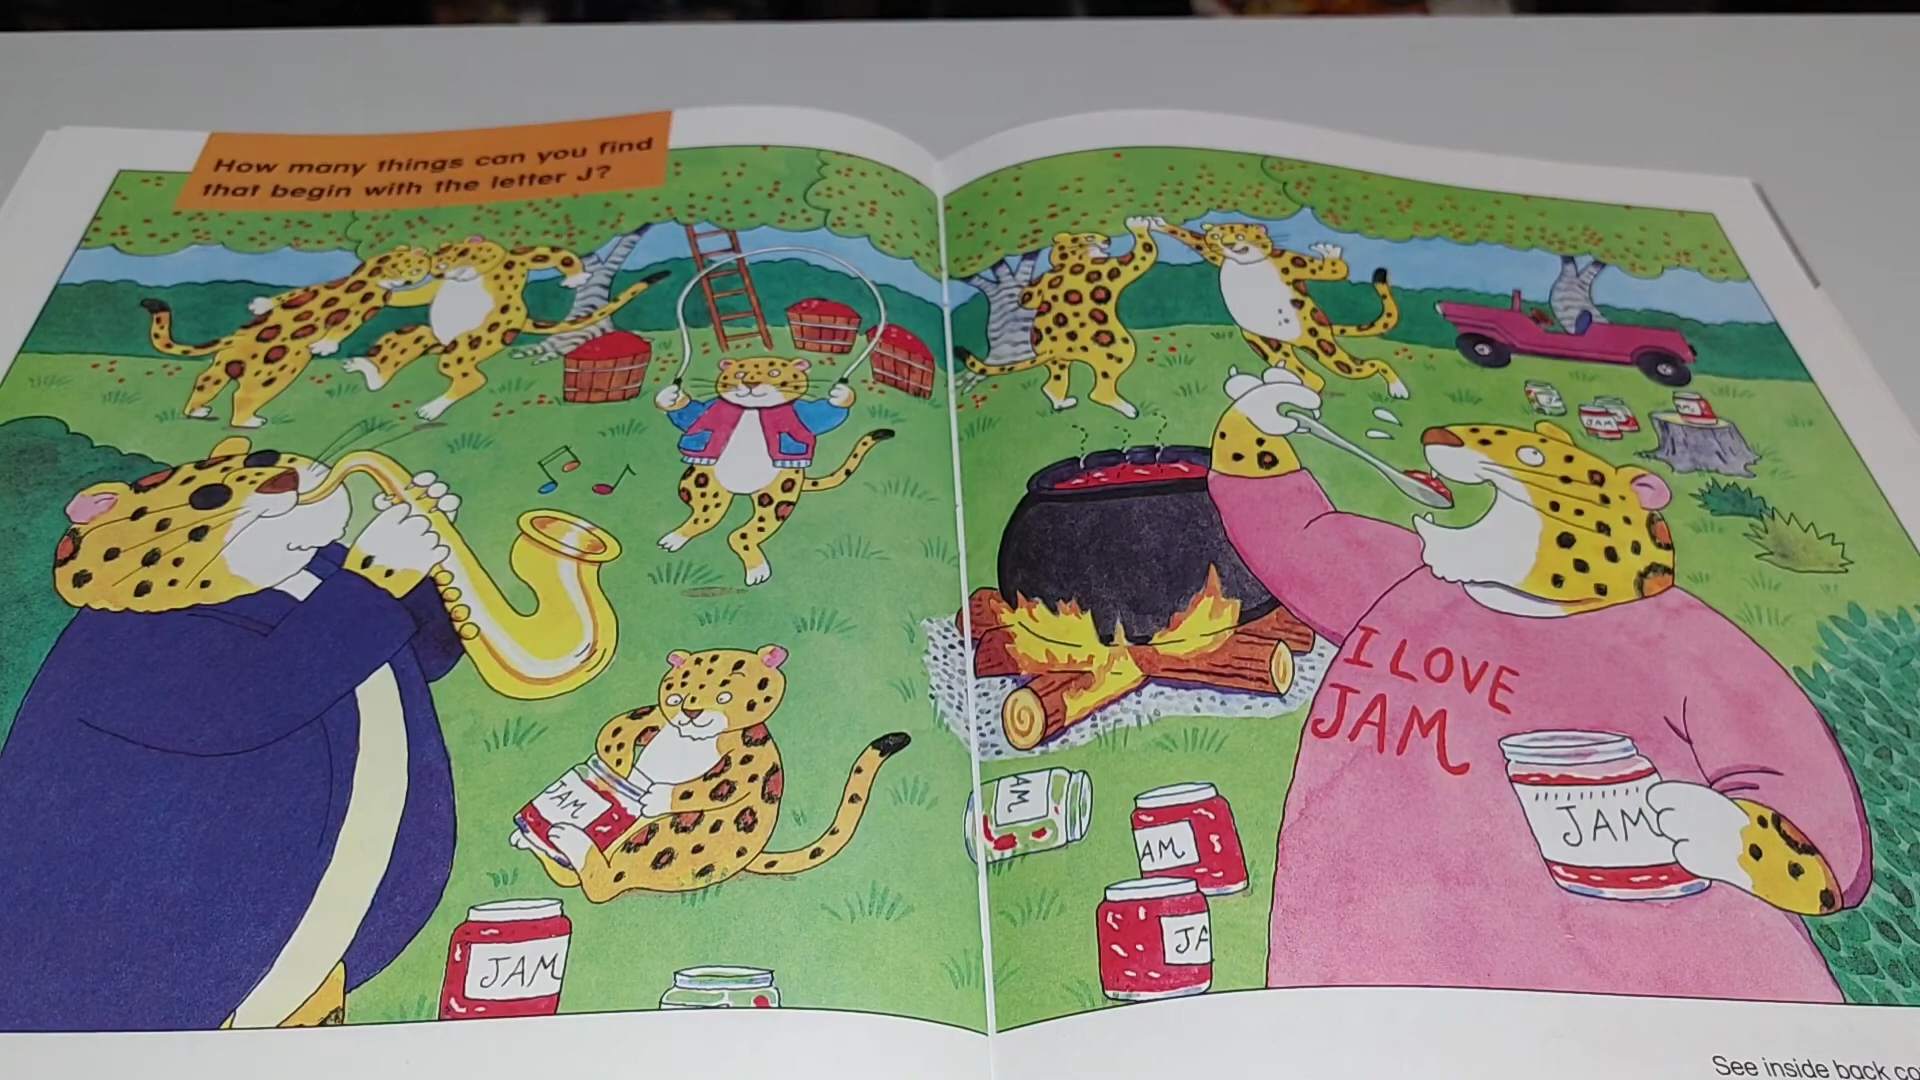 How many things can you find
that begin with the letter J?
JAM
JAM
I LOVE
JAM
JAM
AM
AM
JA
JAM
See inside back co